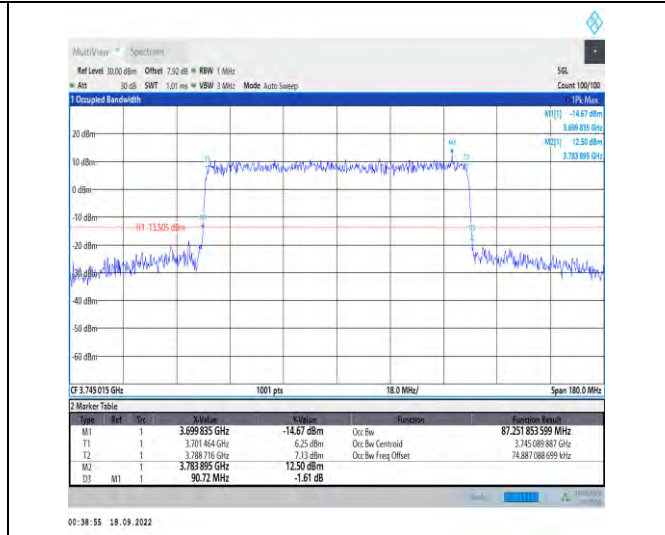 MultiView Spectrum
Ref Level 30.00 dBm Offset 7.92 dB RBW 1 MHz SGL
Att 30 dB SWT 1.01 ms VBW 3 MHz Mode Auto Sweep Count 100/100
1 Occupied Bandwidth 1Pk Max
M1[1] -14.67 dBm
3.699 835 GHz
M2[1] 12.50 dBm
3.783 895 GHz
20 dBm
M2
T1 T2
10 dBm
0 dBm
-10 dBm
M1
H1 -13.505 dBm
D3
-20 dBm
-30 dBm
-40 dBm
-50 dBm
-60 dBm
CF 3.745 015 GHz 1001 pts 18.0 MHz/ Span 180.0 MHz
2 Marker Table
Type Ref Trc X-Value Y-Value Function Function Result
M1 1 3.699 835 GHz -14.67 dBm Occ Bw 87.251 853 599 MHz
T1 1 3.701 464 GHz 6.25 dBm Occ Bw Centroid 3.745 089 887 GHz
T2 1 3.788 716 GHz 7.13 dBm Occ Bw Freq Offset 74.887 088 699 kHz
M2 1 3.783 895 GHz 12.50 dBm
D3 M1 1 90.72 MHz -1.61 dB
Ready
00:38:55 18.09.2022